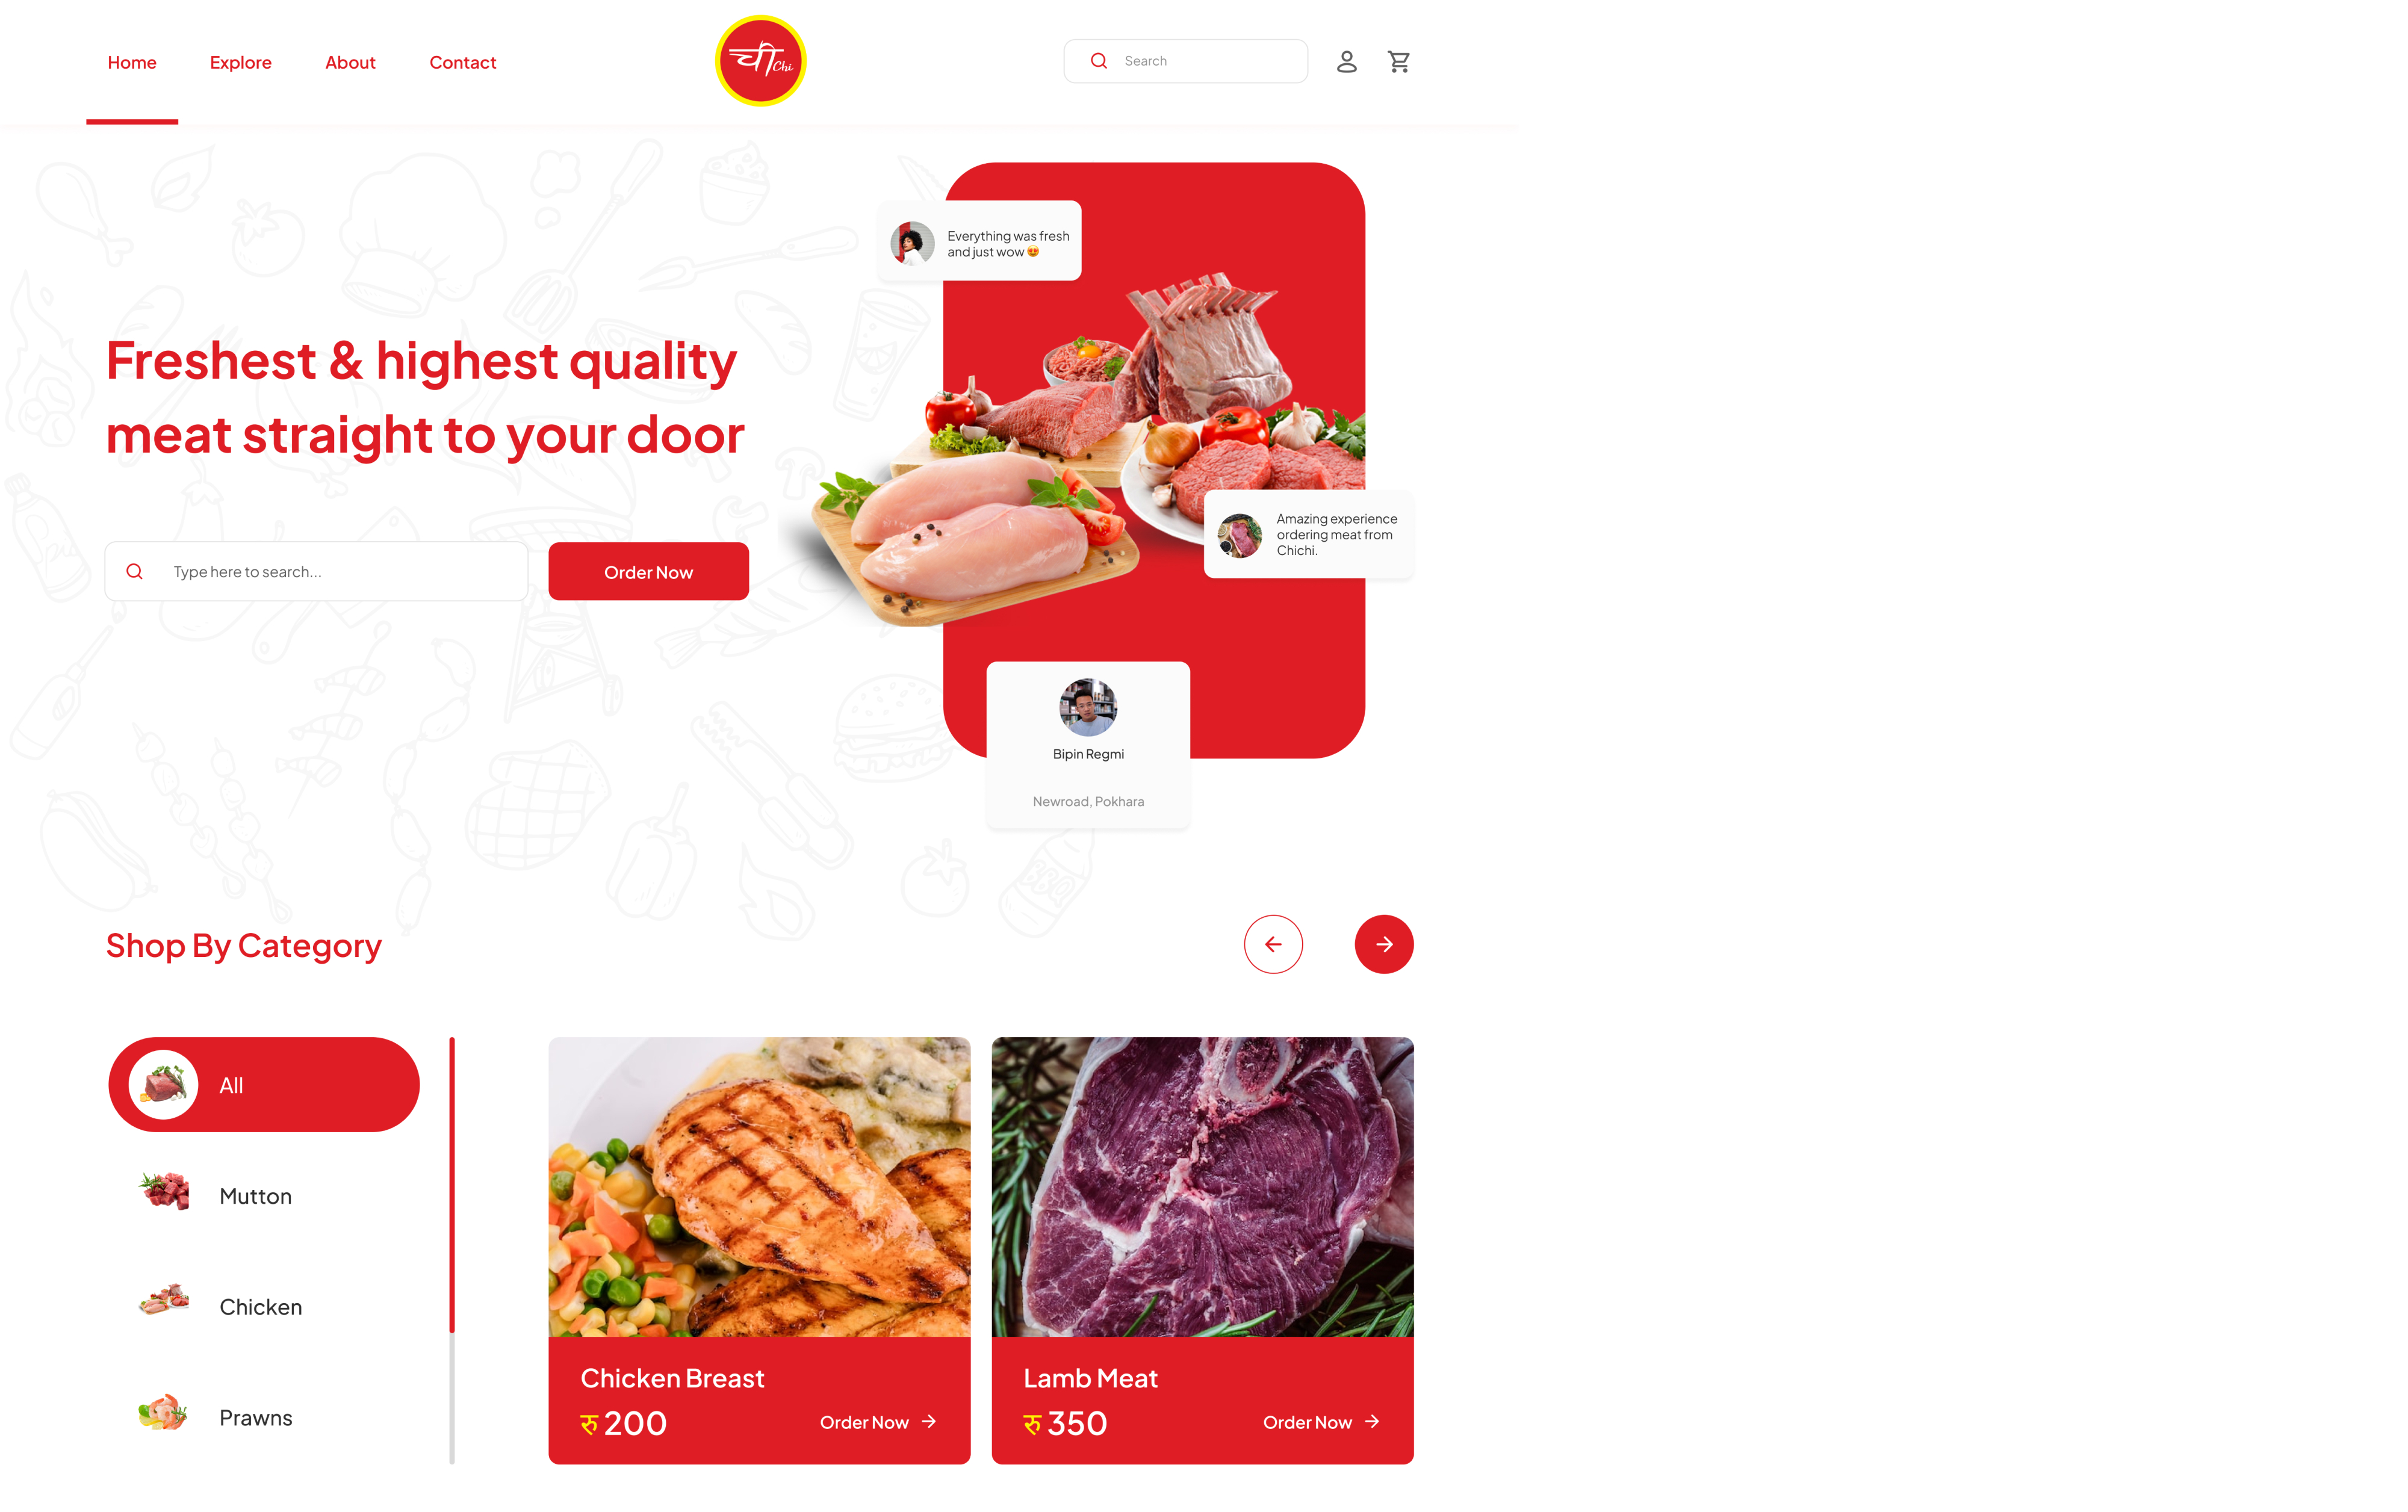 Home
Explore
About
Contact
ची
Chi
Search
Everything was fresh
and just wow 😍
Freshest & highest quality
meat straight to your door
Type here to search...
Order Now
Amazing experience
ordering meat from
Chichi.
Bipin Regmi
Newroad, Pokhara
BBQ
Shop By Category
All
Mutton
Chicken
Prawns
Chicken Breast
रु 200
Order Now
Lamb Meat
रु 350
Order Now